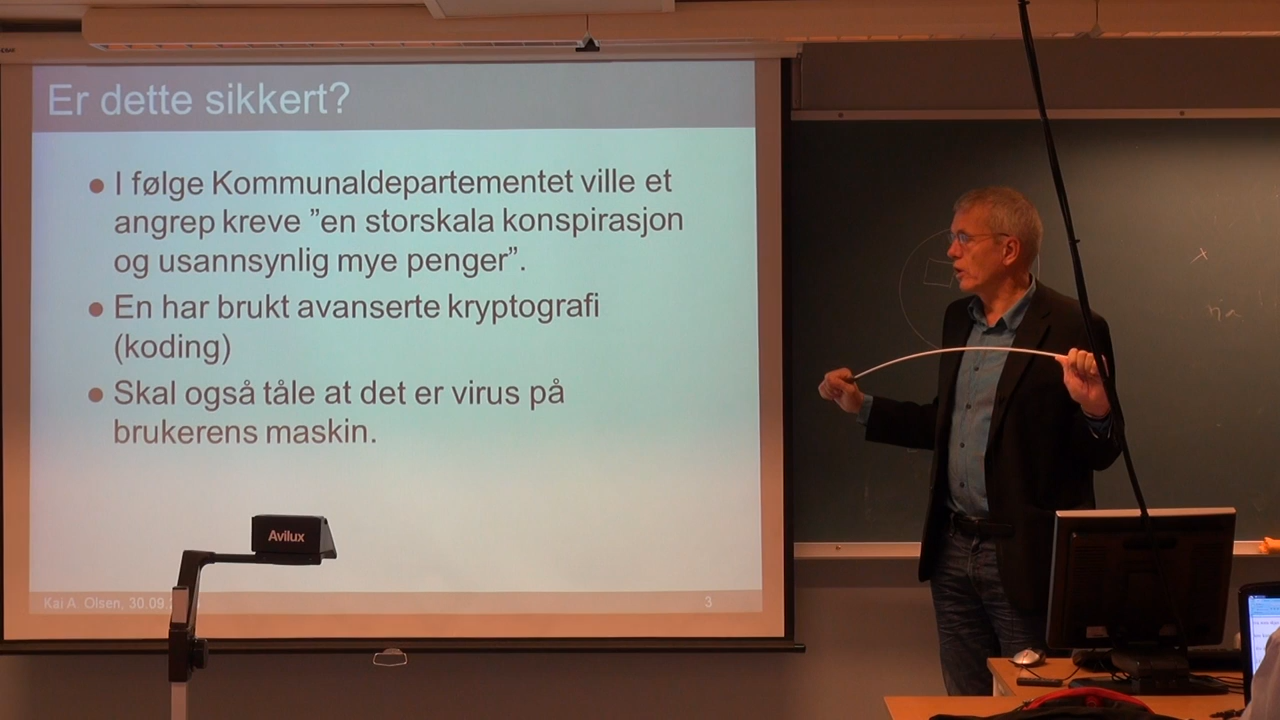 Er dette sikkert?
I følge Kommunaldepartementet ville et
angrep kreve ”en storskala konspirasjon
og usannsynlig mye penger”.
En har brukt avanserte kryptografi
(koding)
Skal også tåle at det er virus på
brukerens maskin.
Avilux
Kai A. Olsen, 30.09.
3